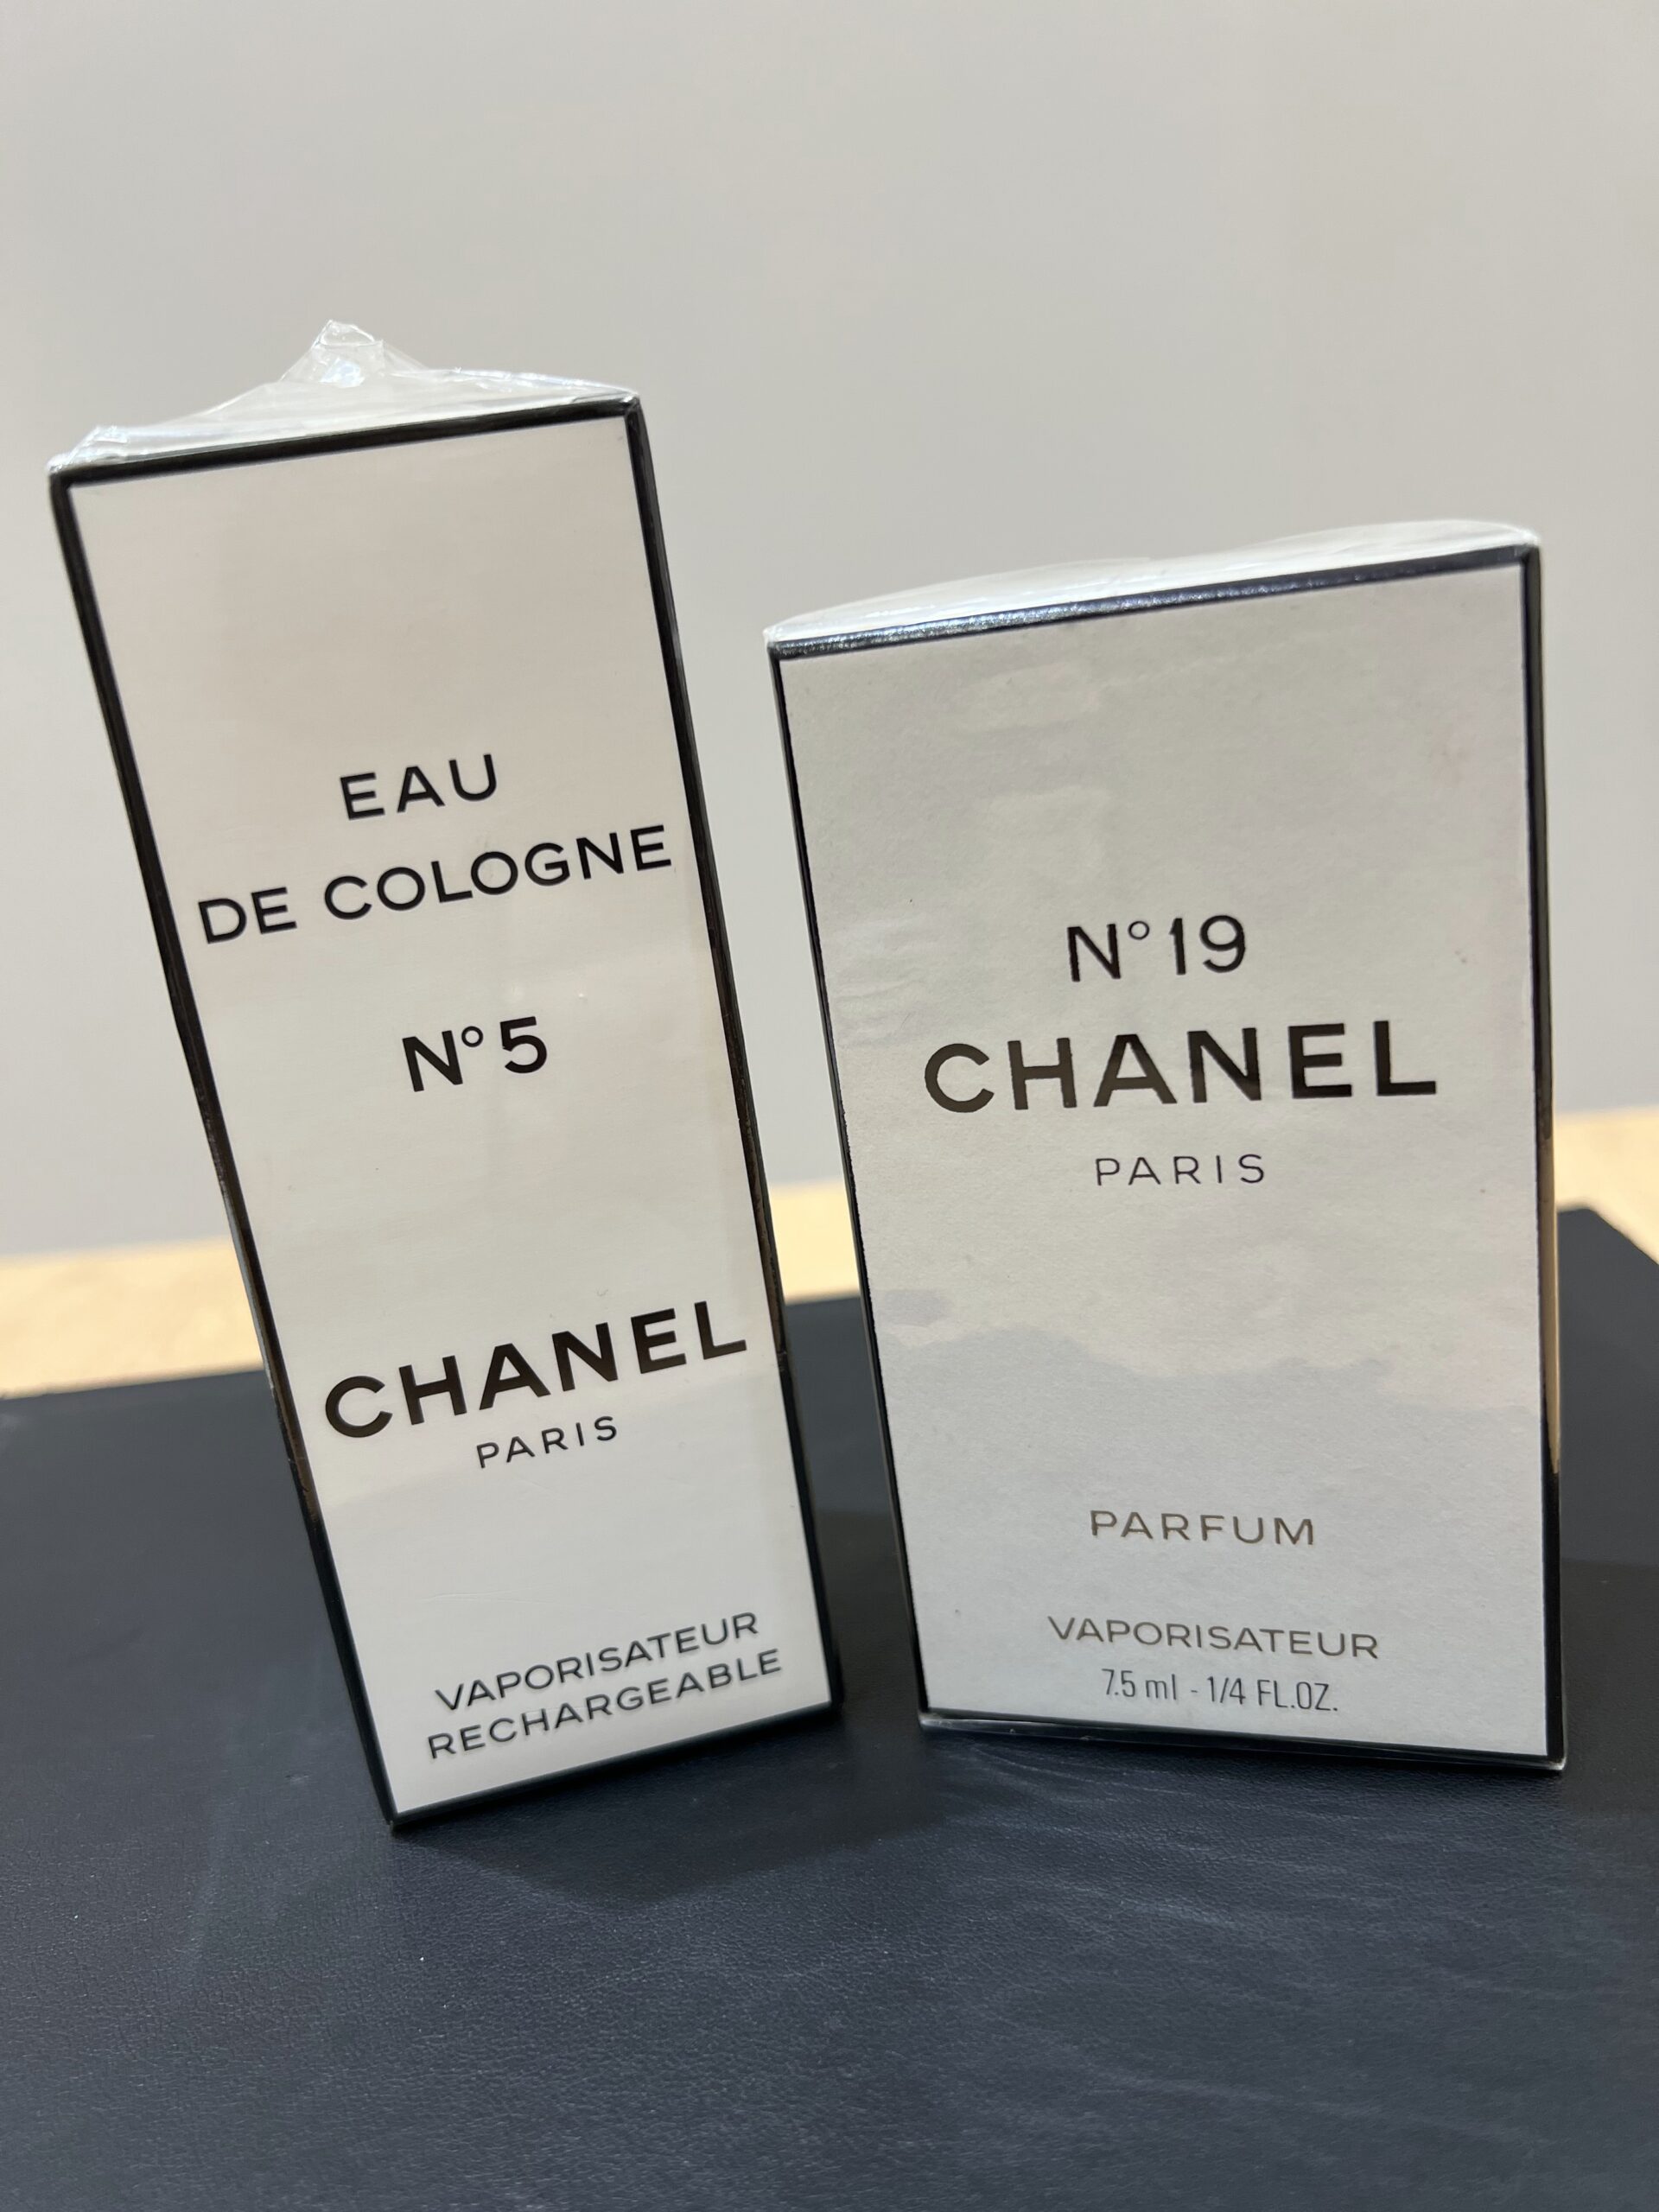 EAU
DE COLOGNE
N°5
CHANEL
PARIS
VAPORISATEUR
RECHARGEABLE
N°19
CHANEL
PARIS
PARFUM
VAPORISATEUR
7.5 ml - 1/4 FL.OZ.